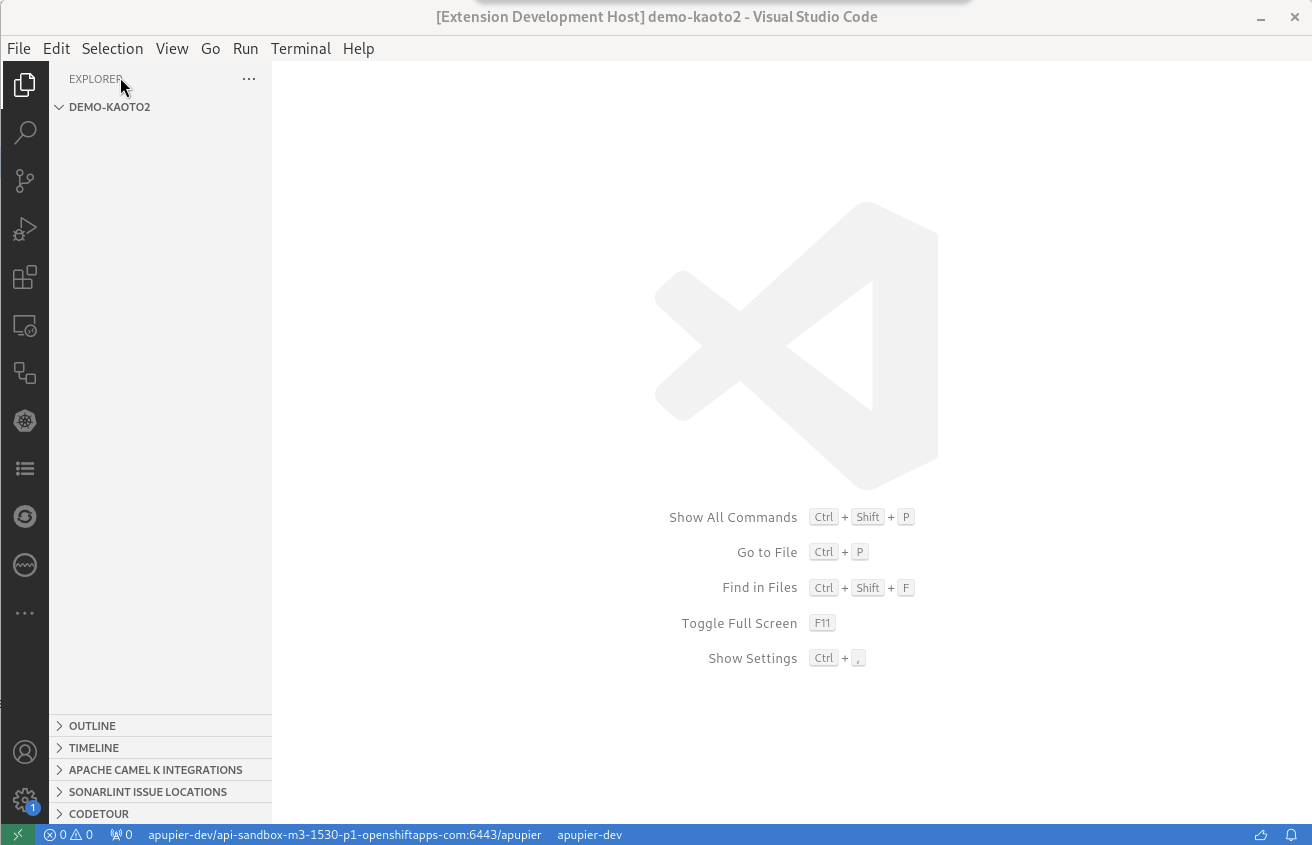 [Extension Development Host] demo-kaoto2 - Visual Studio Code
File Edit Selection View Go Run Terminal Help
EXPLORER
DEMO-KAOTO2
Show All Commands Ctrl + Shift + P
Go to File Ctrl + P
Find in Files Ctrl + Shift + F
Toggle Full Screen F11
Show Settings Ctrl + ,
OUTLINE
TIMELINE
APACHE CAMEL K INTEGRATIONS
SONARLINT ISSUE LOCATIONS
1
CODETOUR
0 0 0 apupier-dev/api-sandbox-m3-1530-p1-openshiftapps-com:6443/apupier apupier-dev